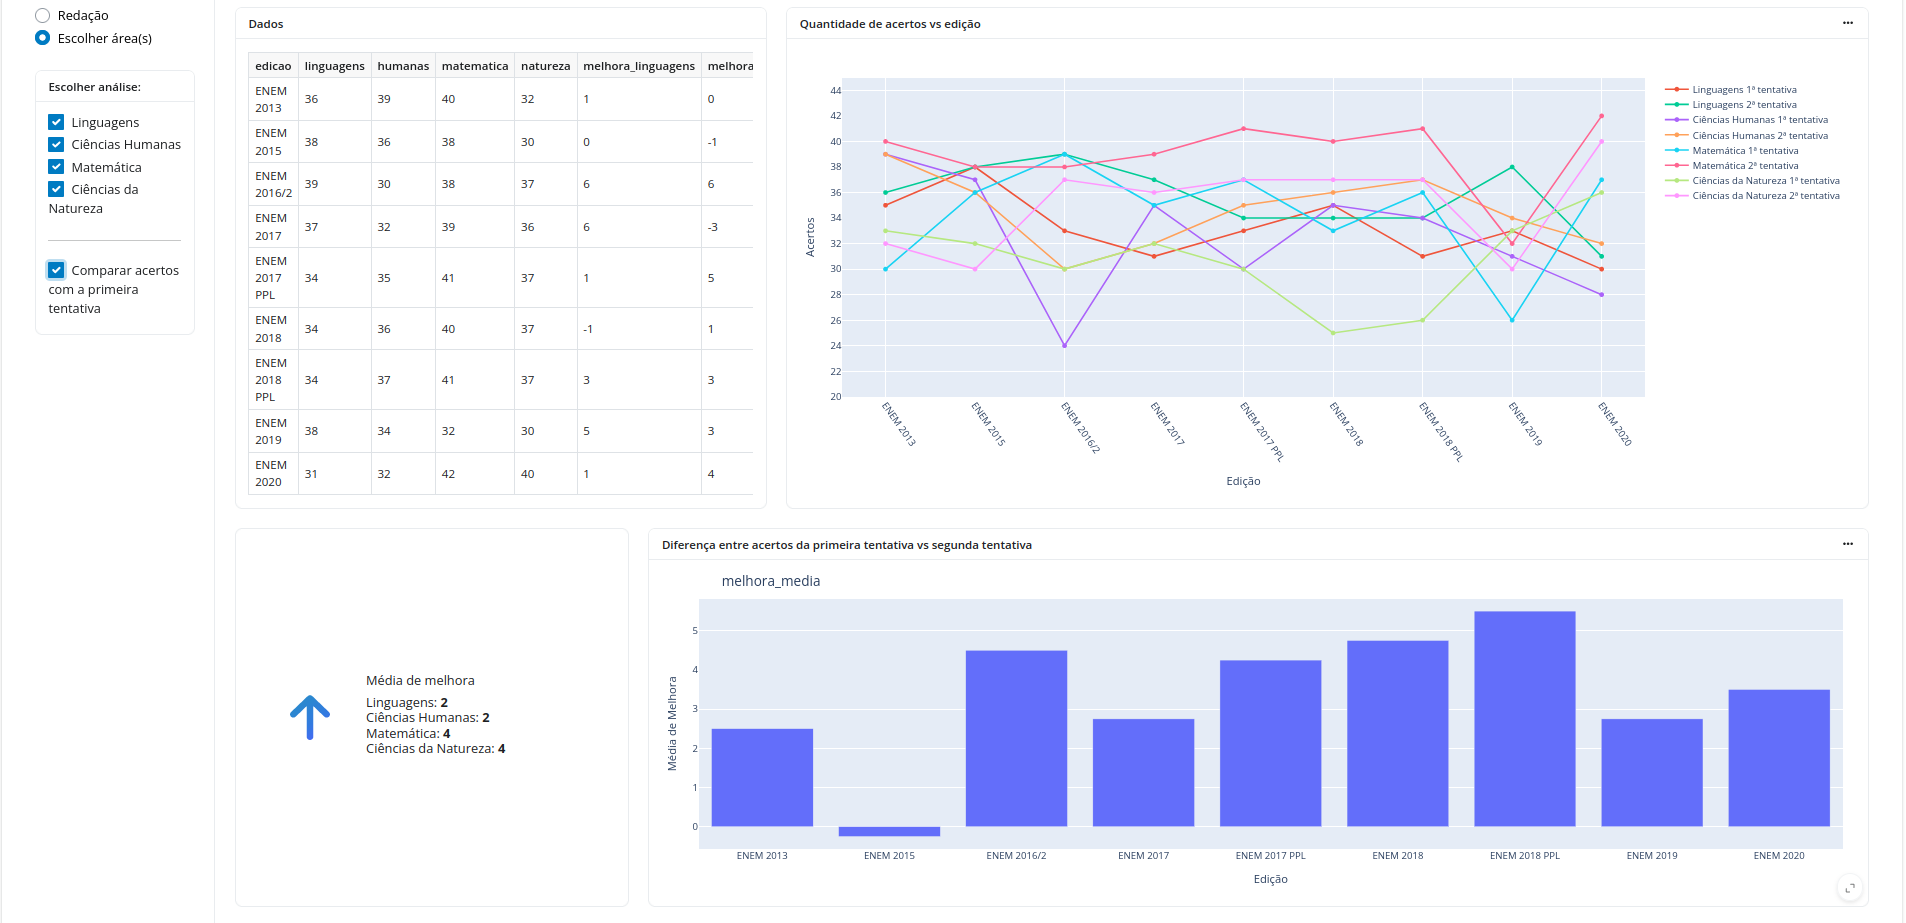 Redação
Escolher área(s)
Escolher análise:
Linguagens
Ciências Humanas
Matemática
Ciências da
Natureza
Comparar acertos
com a primeira
tentativa
Dados
edicao linguagens humanas matematica natureza melhora_linguagens melhora
ENEM 2013 36 39 40 32 1 0
ENEM 2015 38 36 38 30 0 -1
ENEM 2016/2 39 30 38 37 6 6
ENEM 2017 37 32 39 36 6 -3
ENEM 2017 PPL 34 35 41 37 1 5
ENEM 2018 34 36 40 37 -1 1
ENEM 2018 PPL 34 37 41 37 3 3
ENEM 2019 38 34 32 30 5 3
ENEM 2020 31 32 42 40 1 4
Quantidade de acertos vs edição
44
42
40
38
36
34
32
30
28
26
24
22
20
Acertos
ENEM 2013
ENEM 2015
ENEM 2016/2
ENEM 2017
ENEM 2017 PPL
ENEM 2018
ENEM 2018 PPL
ENEM 2019
ENEM 2020
Edição
Linguagens 1ª tentativa
Linguagens 2ª tentativa
Ciências Humanas 1ª tentativa
Ciências Humanas 2ª tentativa
Matemática 1ª tentativa
Matemática 2ª tentativa
Ciências da Natureza 1ª tentativa
Ciências da Natureza 2ª tentativa
Média de melhora
Linguagens: 2
Ciências Humanas: 2
Matemática: 4
Ciências da Natureza: 4
Diferença entre acertos da primeira tentativa vs segunda tentativa
melhora_media
5
4
3
2
1
0
Média de Melhora
ENEM 2013 ENEM 2015 ENEM 2016/2 ENEM 2017 ENEM 2017 PPL ENEM 2018 ENEM 2018 PPL ENEM 2019 ENEM 2020
Edição